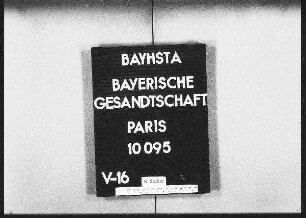 BAYHSTA
BAYERISCHE
GESANDTSCHAFT
PARIS
10 095
V-16